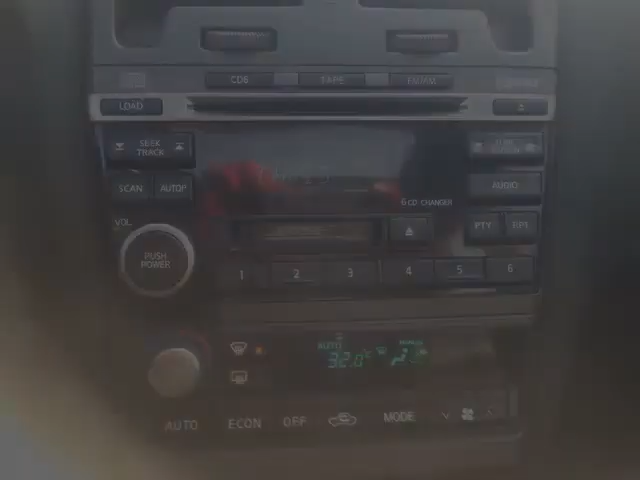 CD6 TAPE FM/AM
LOAD
SEEK
TRACK
SCAN AUTOP AUDIO
6 CD CHANGER
VOL PTY RPT
PUSH
POWER
1 2 3 4 5 6
AUTO
32.0°C
AUTO ECON OFF MODE